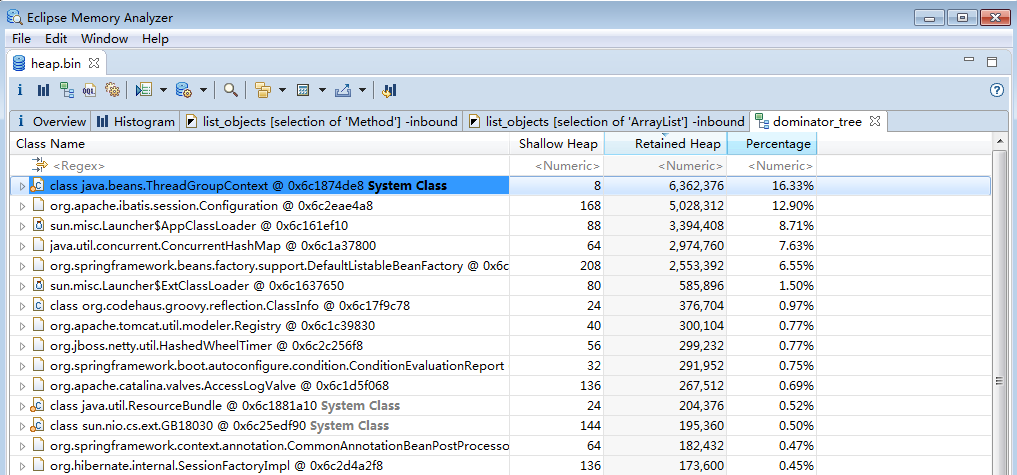 Eclipse Memory Analyzer
File Edit Window Help
heap.bin
i OQL
i Overview Histogram list_objects [selection of 'Method'] -inbound list_objects [selection of 'ArrayList'] -inbound dominator_tree
Class Name Shallow Heap Retained Heap Percentage
<Regex> <Numeric> <Numeric> <Numeric>
class java.beans.ThreadGroupContext @ 0x6c1874de8 System Class 8 6,362,376 16.33%
org.apache.ibatis.session.Configuration @ 0x6c2eae4a8 168 5,028,312 12.90%
sun.misc.Launcher$AppClassLoader @ 0x6c161ef10 88 3,394,408 8.71%
java.util.concurrent.ConcurrentHashMap @ 0x6c1a37800 64 2,974,760 7.63%
org.springframework.beans.factory.support.DefaultListableBeanFactory @ 0x6c 208 2,553,392 6.55%
sun.misc.Launcher$ExtClassLoader @ 0x6c1637650 80 585,896 1.50%
class org.codehaus.groovy.reflection.ClassInfo @ 0x6c17f9c78 24 376,704 0.97%
org.apache.tomcat.util.modeler.Registry @ 0x6c1c39830 40 300,104 0.77%
org.jboss.netty.util.HashedWheelTimer @ 0x6c2c256f8 56 299,232 0.77%
org.springframework.boot.autoconfigure.condition.ConditionEvaluationReport 32 291,952 0.75%
org.apache.catalina.valves.AccessLogValve @ 0x6c1d5f068 136 267,512 0.69%
class java.util.ResourceBundle @ 0x6c1881a10 System Class 24 204,376 0.52%
class sun.nio.cs.ext.GB18030 @ 0x6c25edf90 System Class 144 195,360 0.50%
org.springframework.context.annotation.CommonAnnotationBeanPostProcesso 64 182,432 0.47%
org.hibernate.internal.SessionFactoryImpl @ 0x6c2d4a2f8 136 173,600 0.45%